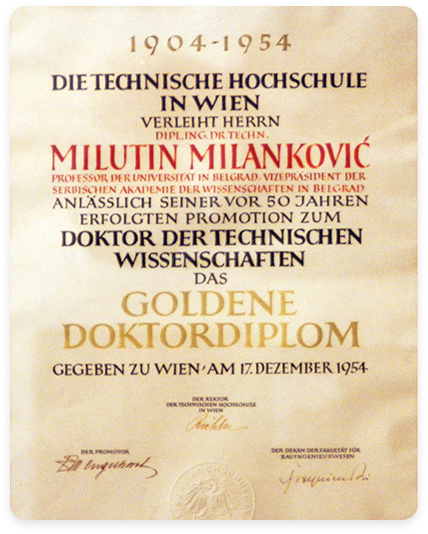 1904-1954
DIE TECHNISCHE HOCHSCHULE
IN WIEN
VERLEIHT HERRN
DIPL.ING. DR.TECHN.
MILUTIN MILANKOVIĆ
PROFESSOR DER UNIVERSITÄT IN BELGRAD · VIZEPRÄSIDENT DER
SERBISCHEN AKADEMIE DER WISSENSCHAFTEN IN BELGRAD
ANLÄSSLICH SEINER VOR 50 JAHREN
ERFOLGTEN PROMOTION ZUM
DOKTOR DER TECHNISCHEN
WISSENSCHAFTEN
DAS
GOLDENE
DOKTORDIPLOM
GEGEBEN ZU WIEN, AM 17. DEZEMBER 1954
DER REKTOR
DER TECHNISCHEN HOCHSCHULE
IN WIEN
DER PROMOTOR
DER DEKAN DER FAKULTÄT FÜR
BAUINGENIEURWESEN